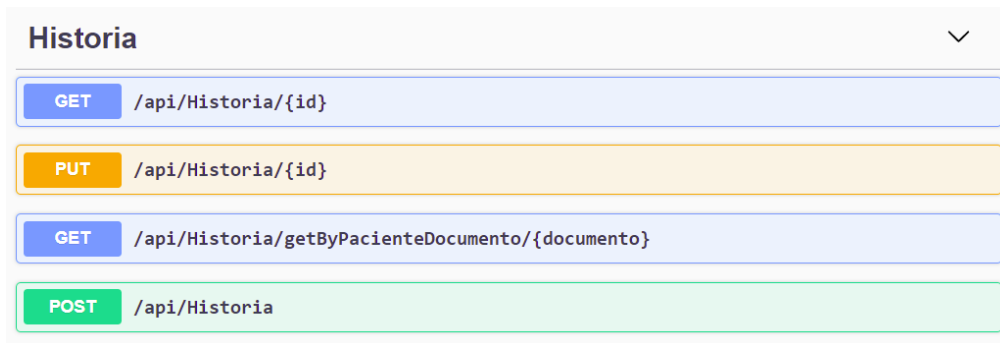 Historia
GET /api/Historia/{id}
PUT /api/Historia/{id}
GET /api/Historia/getByPacienteDocumento/{documento}
POST /api/Historia